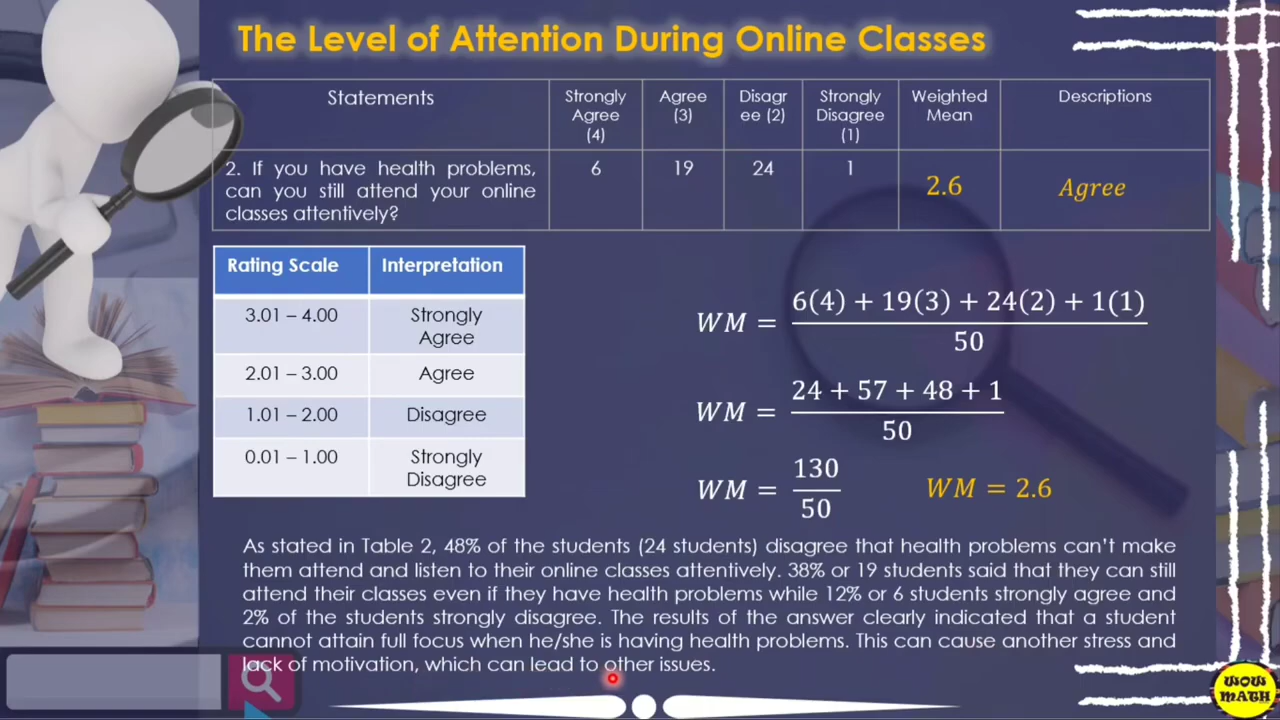 The Level of Attention During Online Classes
Statements
Strongly Agree (4)
Agree (3)
Disagr ee (2)
Strongly Disagree (1)
Weighted Mean
Descriptions
2. If you have health problems,
can you still attend your online
classes attentively?
6
19
24
1
2.6
Agree
Rating Scale Interpretation
3.01 – 4.00 Strongly Agree
2.01 – 3.00 Agree
1.01 – 2.00 Disagree
0.01 – 1.00 Strongly Disagree
WM = 6(4) + 19(3) + 24(2) + 1(1) / 50
WM = 24 + 57 + 48 + 1 / 50
WM = 130 / 50
WM = 2.6
As stated in Table 2, 48% of the students (24 students) disagree that health problems can't make
them attend and listen to their online classes attentively. 38% or 19 students said that they can still
attend their classes even if they have health problems while 12% or 6 students strongly agree and
2% of the students strongly disagree. The results of the answer clearly indicated that a student
cannot attain full focus when he/she is having health problems. This can cause another stress and
lack of motivation, which can lead to other issues.
WOW
MATH